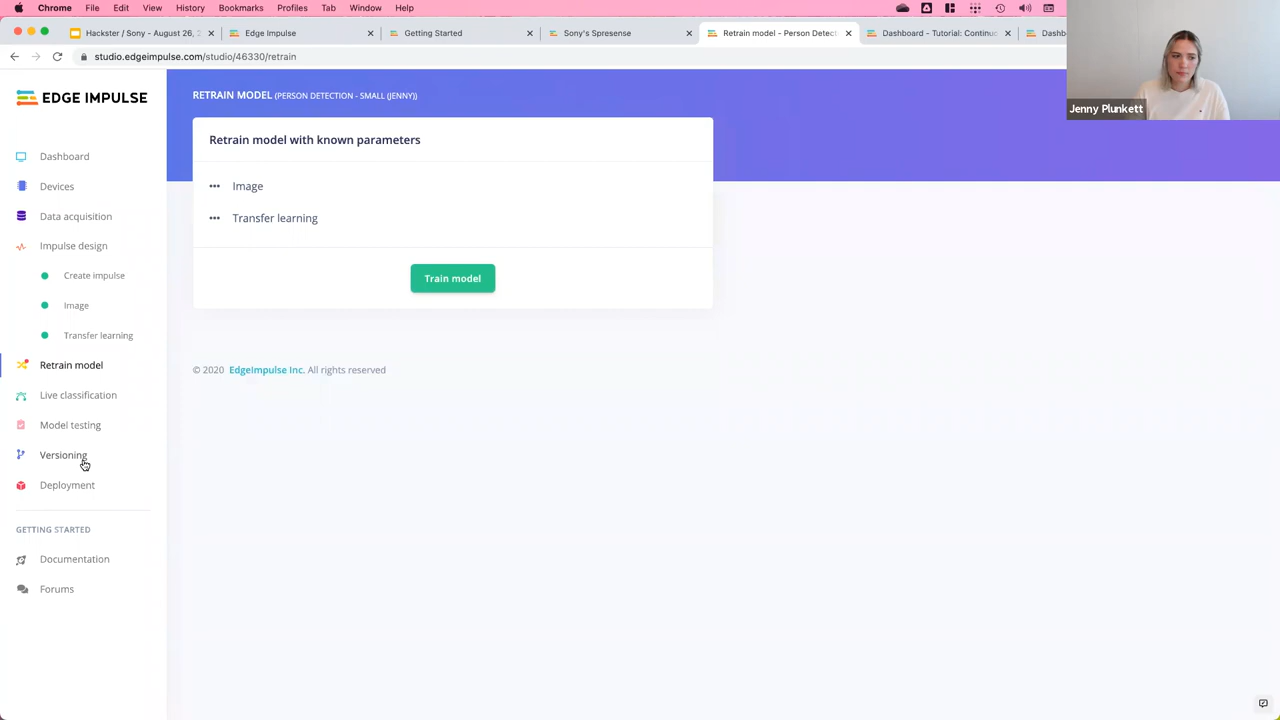 Chrome File Edit View History Bookmarks Profiles Tab Window Help
Hackster / Sony - August 26, 2 Edge Impulse Getting Started Sony's Spresense Retrain model - Person Detect Dashboard - Tutorial: Continuo Dashb
studio.edgeimpulse.com/studio/46330/retrain
EDGE IMPULSE
Dashboard
Devices
Data acquisition
Impulse design
Create impulse
Image
Transfer learning
Retrain model
Live classification
Model testing
Versioning
Deployment
GETTING STARTED
Documentation
Forums
RETRAIN MODEL (PERSON DETECTION - SMALL (JENNY))
Retrain model with known parameters
Image
Transfer learning
Train model
© 2020 EdgeImpulse Inc. All rights reserved
Jenny Plunkett